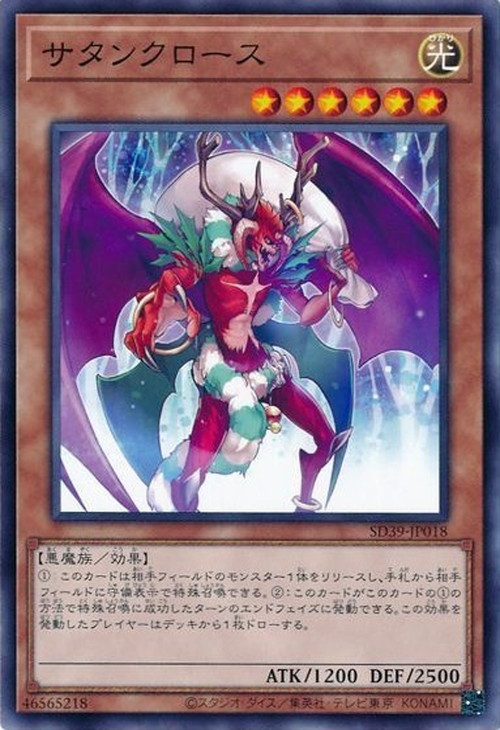 サタンクロース
光
SD39-JP018
【悪魔族／効果】
①：このカードは相手フィールドのモンスター１体をリリースし、手札から相手
フィールドに守備表示で特殊召喚できる。②：このカードがこのカードの①の
方法で特殊召喚に成功したターンのエンドフェイズに発動できる。この効果を
発動したプレイヤーはデッキから１枚ドローする。
ATK/1200 DEF/2500
46565218 ©スタジオ・ダイス／集英社・テレビ東京・KONAMI